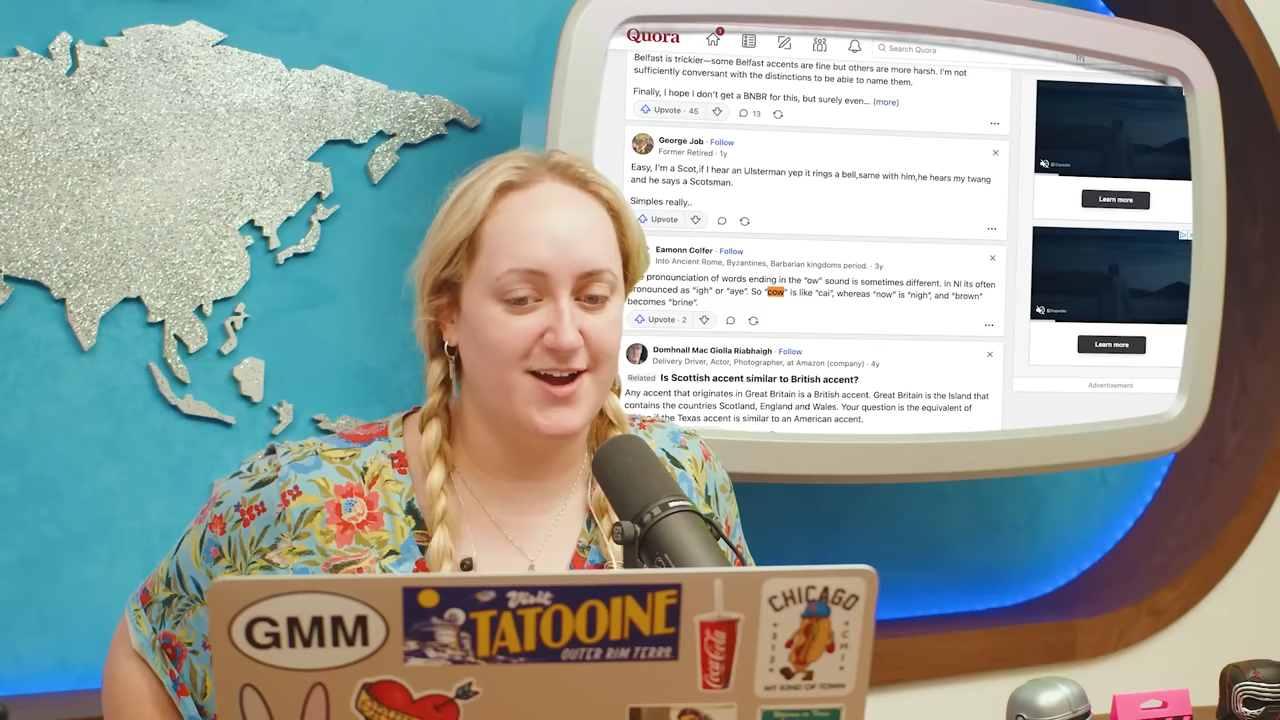 Quora
1
Search Quora
Belfast is trickier—some Belfast accents are fine but others are more harsh. I'm not
sufficiently conversant with the distinctions to be able to name them.
Finally, I hope I don't get a BNBR for this, but surely even... (more)
Upvote · 45
13
George Job · Follow
Former Retired · 1y
Easy, I'm a Scot,if I hear an Ulsterman yep it rings a bell,same with him,he hears my twang
and he says a Scotsman.
Simples really..
Upvote
Eamonn Colfer · Follow
Into Ancient Rome, Byzantines, Barbarian kingdoms period. · 3y
pronounciation of words ending in the "ow" sound is sometimes different. In NI its often
pronounced as "igh" or "aye". So "cow" is like "cai", whereas "now" is "nigh", and "brown"
becomes "brine".
Upvote · 2
Domhnall Mac Giolla Riabhaigh · Follow
Delivery Driver, Actor, Photographer, at Amazon (company) · 4y
Related Is Scottish accent similar to British accent?
Any accent that originates in Great Britain is a British accent. Great Britain is the Island that
contains the countries Scotland, England and Wales. Your question is the equivalent of
if the Texas accent is similar to an American accent.
Expedia
Learn more
Expedia
Learn more
Advertisement
GMM
Visit
TATOOINE
OUTER RIM TERR.
Coca-Cola
CHICAGO
312
CHI
MY KIND OF TOWN